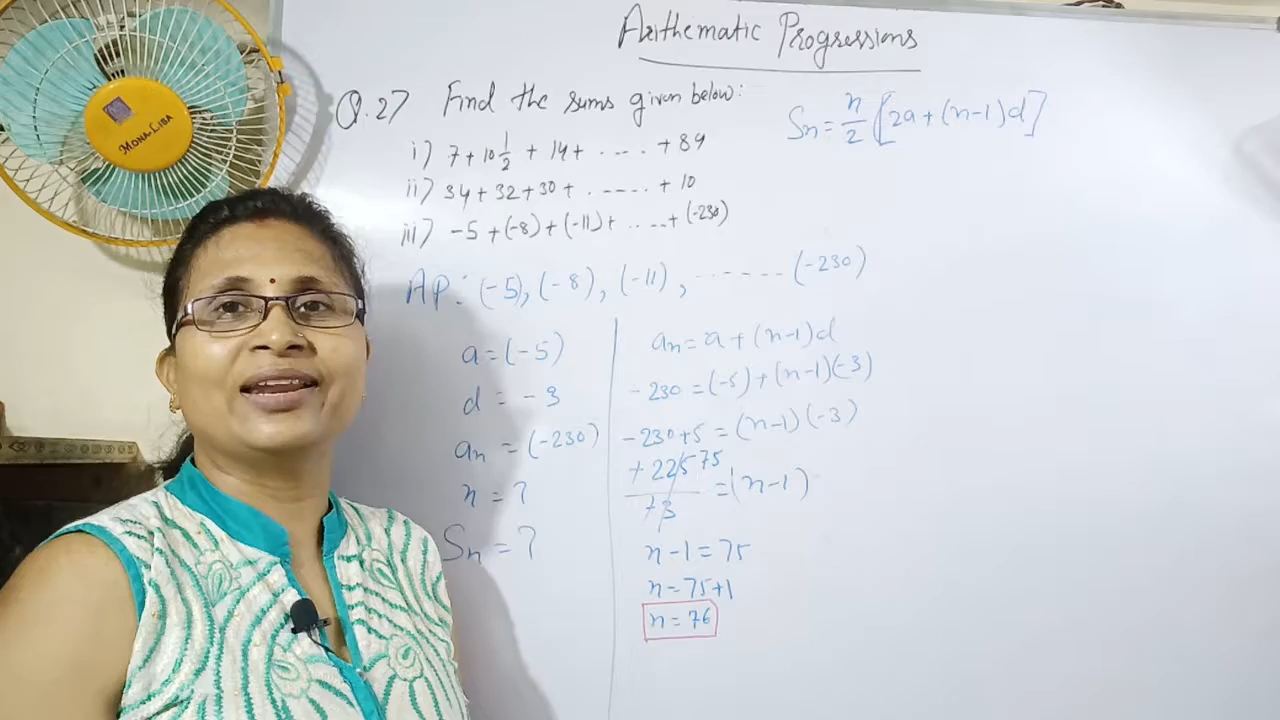 Arithematic Progressions
Q.27 Find the sums given below:
Sn = n/2 [2a + (n-1)d]
i) 7 + 10 1/2 + 14 + ..... + 84
ii) 34 + 32 + 30 + ...... + 10
iii) -5 + (-8) + (-11) + ..... + (-230)
AP: (-5), (-8), (-11), ....... (-230)
a = (-5)
d = -3
an = (-230)
n = ?
Sn = ?
an = a + (n-1)d
-230 = (-5) + (n-1)(-3)
-230+5 = (n-1)(-3)
+225 75
/+3 = (n-1)
n-1 = 75
n = 75+1
n = 76
MONA-LISA